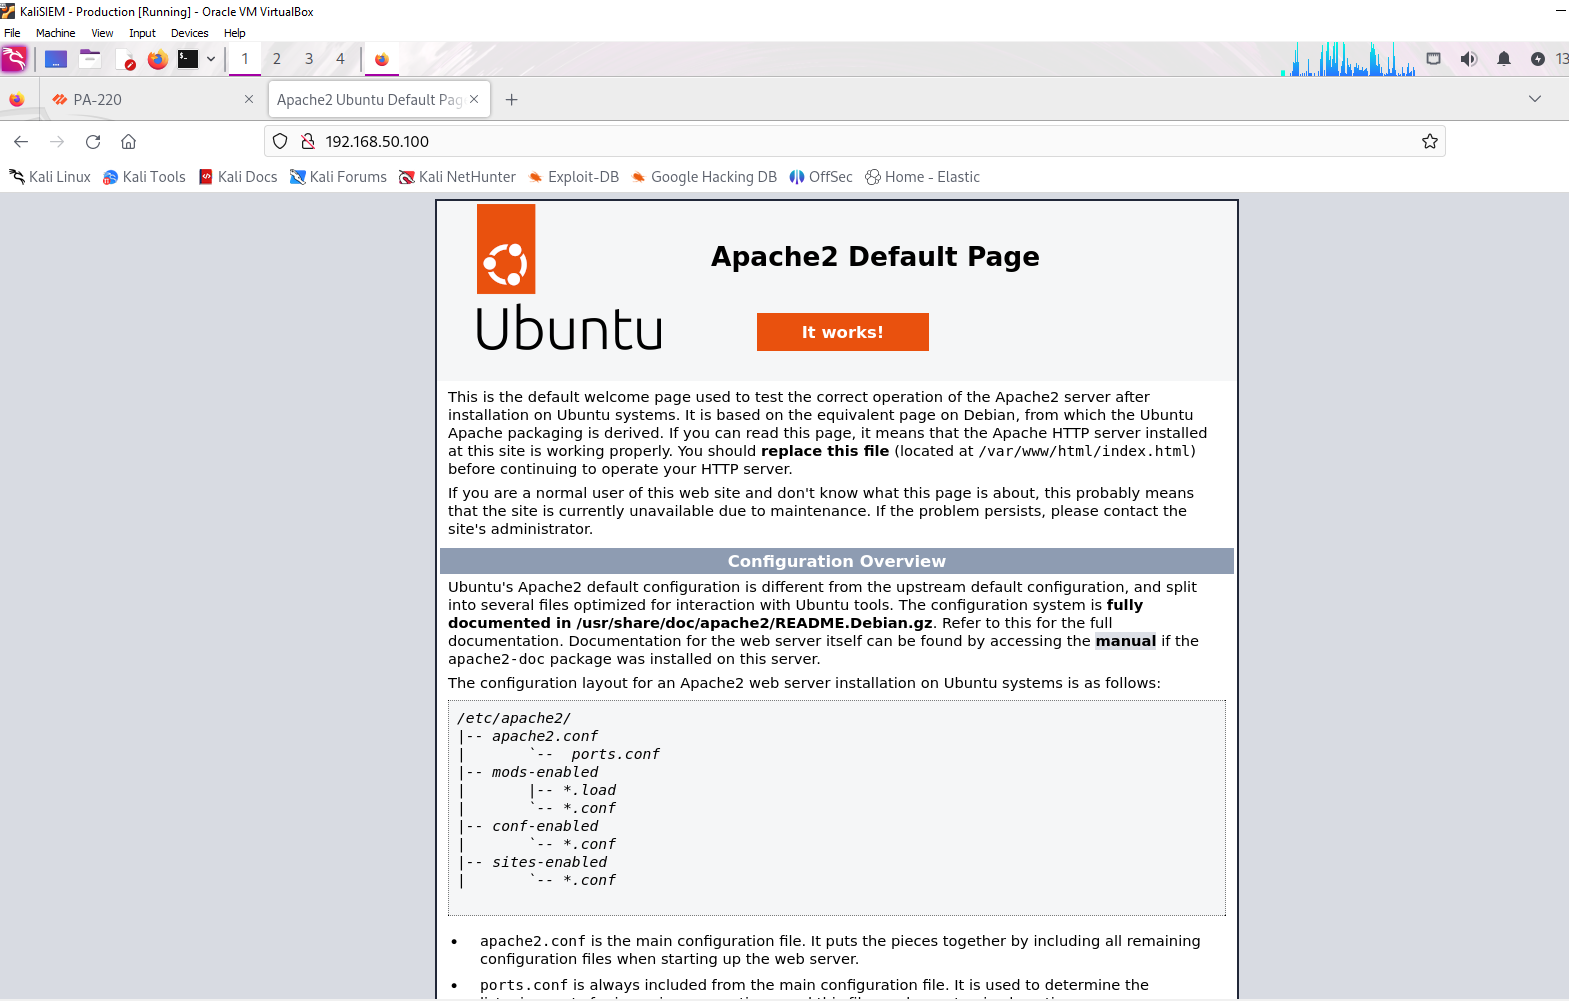 KaliSIEM - Production [Running] - Oracle VM VirtualBox
File Machine View Input Devices Help
1 2 3 4 13
PA-220
Apache2 Ubuntu Default Pag
192.168.50.100
Kali Linux Kali Tools Kali Docs Kali Forums Kali NetHunter Exploit-DB Google Hacking DB OffSec Home - Elastic
Apache2 Default Page
Ubuntu
It works!
This is the default welcome page used to test the correct operation of the Apache2 server after
installation on Ubuntu systems. It is based on the equivalent page on Debian, from which the Ubuntu
Apache packaging is derived. If you can read this page, it means that the Apache HTTP server installed
at this site is working properly. You should replace this file (located at /var/www/html/index.html)
before continuing to operate your HTTP server.
If you are a normal user of this web site and don't know what this page is about, this probably means
that the site is currently unavailable due to maintenance. If the problem persists, please contact the
site's administrator.
Configuration Overview
Ubuntu's Apache2 default configuration is different from the upstream default configuration, and split
into several files optimized for interaction with Ubuntu tools. The configuration system is fully
documented in /usr/share/doc/apache2/README.Debian.gz. Refer to this for the full
documentation. Documentation for the web server itself can be found by accessing the manual if the
apache2-doc package was installed on this server.
The configuration layout for an Apache2 web server installation on Ubuntu systems is as follows:
/etc/apache2/
|-- apache2.conf
|       `--  ports.conf
|-- mods-enabled
|       |-- *.load
|       `-- *.conf
|-- conf-enabled
|       `-- *.conf
|-- sites-enabled
|       `-- *.conf
• apache2.conf is the main configuration file. It puts the pieces together by including all remaining
configuration files when starting up the web server.
• ports.conf is always included from the main configuration file. It is used to determine the